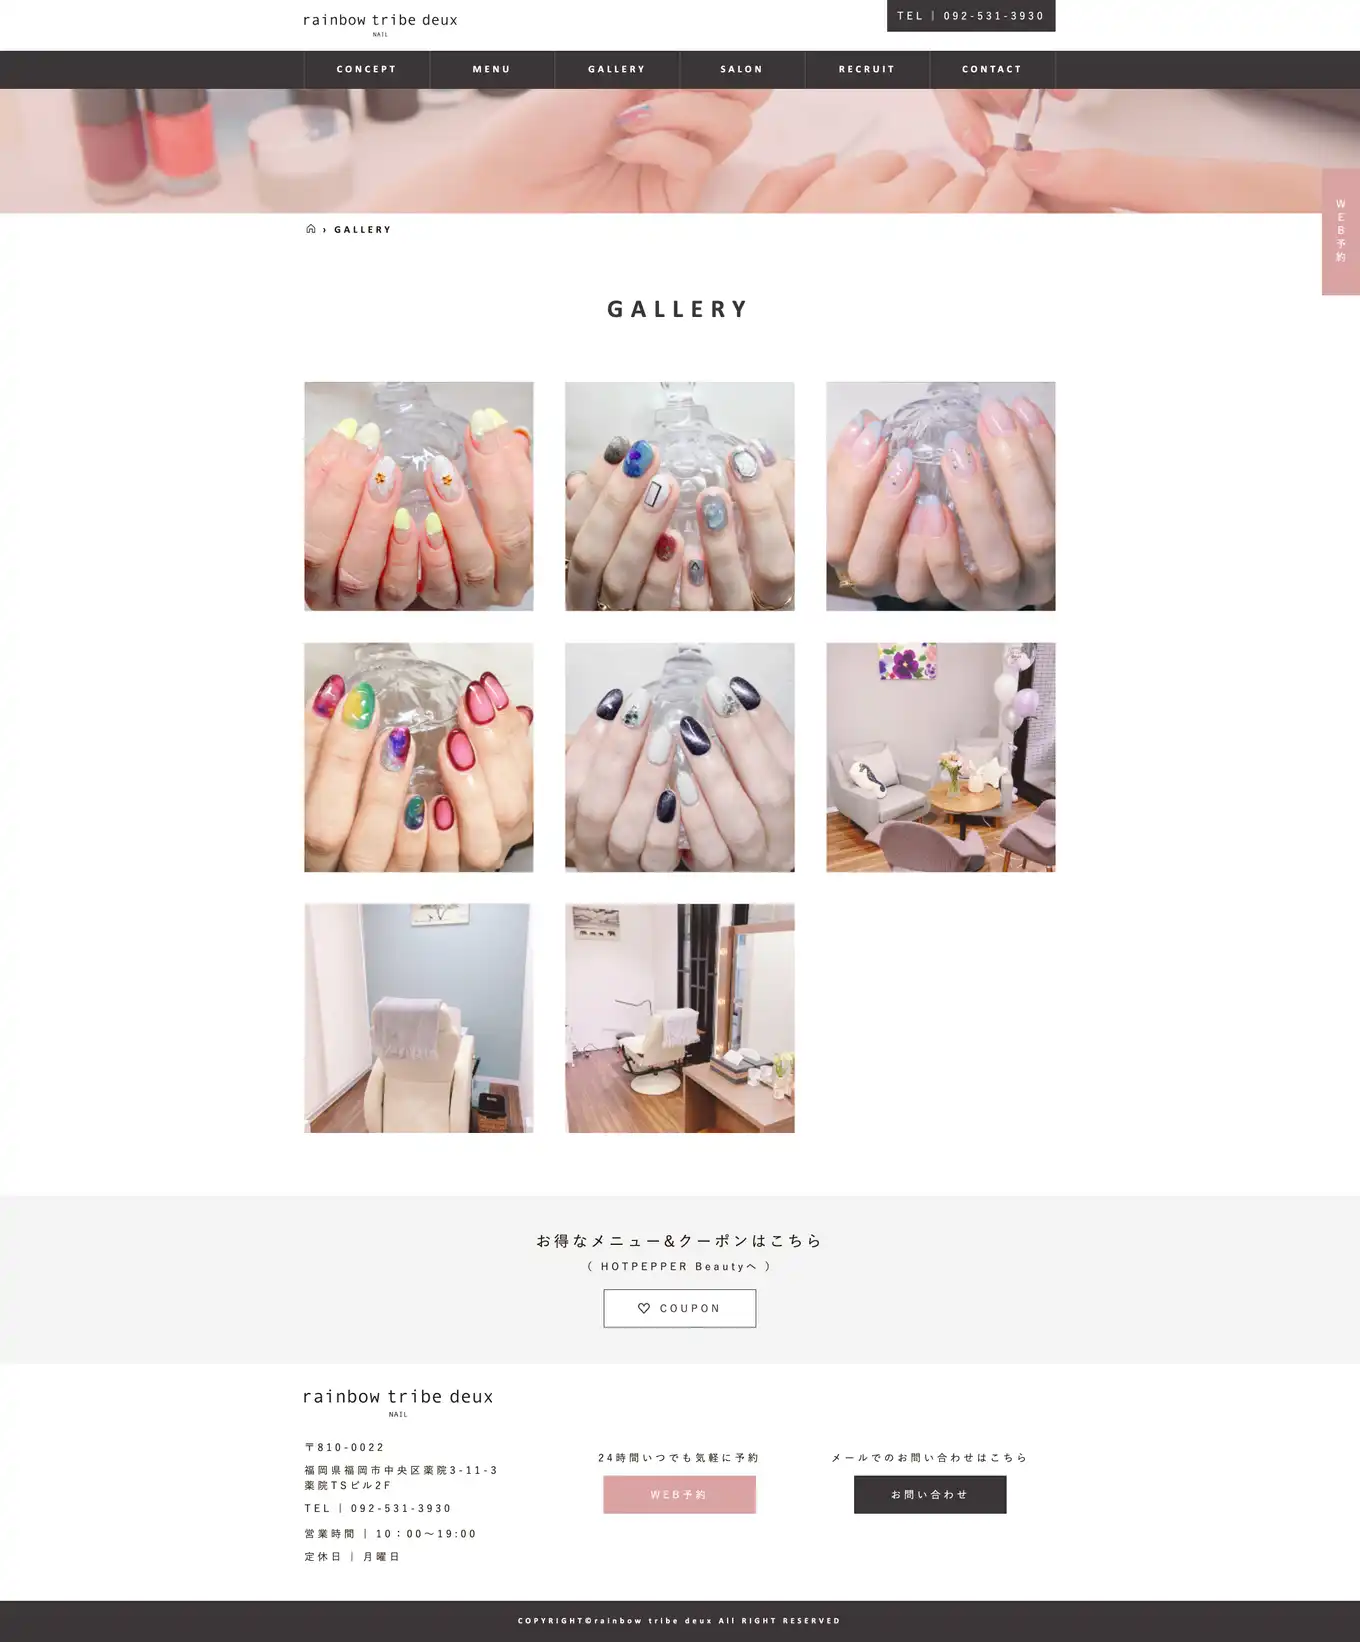 rainbow tribe deux
NAIL
TEL | 092-531-3930
CONCEPT
MENU
GALLERY
SALON
RECRUIT
CONTACT
WEB予約
› GALLERY
GALLERY
お得なメニュー&クーポンはこちら
( HOTPEPPER Beautyへ )
COUPON
rainbow tribe deux
NAIL
〒810-0022
福岡県福岡市中央区薬院3-11-3
薬院TSビル2F
TEL | 092-531-3930
営業時間 | 10：00〜19:00
定休日 | 月曜日
24時間いつでも気軽に予約
WEB予約
メールでのお問い合わせはこちら
お問い合わせ
COPYRIGHT©rainbow tribe deux All RIGHT RESERVED